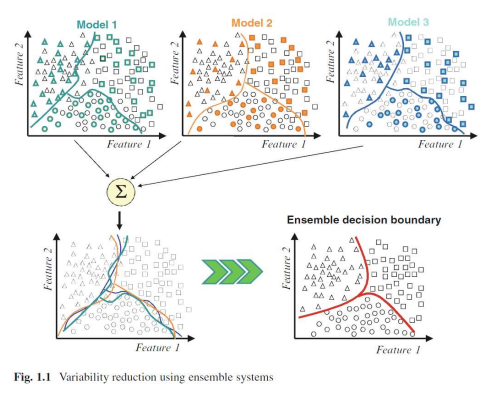 Model 1
Model 2
Model 3
Feature 2
Feature 1
Feature 2
Feature 1
Feature 2
Feature 1
Σ
Ensemble decision boundary
Feature 2
Feature 1
Feature 2
Feature 1
Fig. 1.1 Variability reduction using ensemble systems